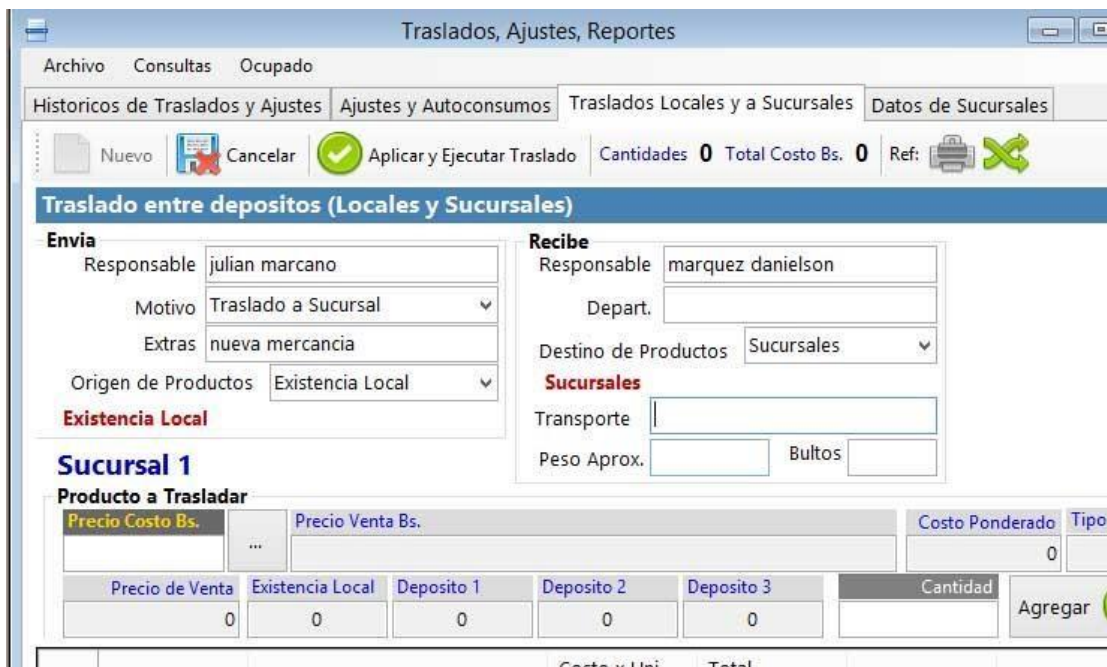 Traslados, Ajustes, Reportes
Archivo Consultas Ocupado
Historicos de Traslados y Ajustes Ajustes y Autoconsumos Traslados Locales y a Sucursales Datos de Sucursales
Nuevo Cancelar Aplicar y Ejecutar Traslado Cantidades 0 Total Costo Bs. 0 Ref:
Traslado entre depositos (Locales y Sucursales)
Envia
Responsable julian marcano
Motivo Traslado a Sucursal
Extras nueva mercancia
Origen de Productos Existencia Local
Existencia Local
Recibe
Responsable marquez danielson
Depart.
Destino de Productos Sucursales
Sucursales
Transporte
Peso Aprox. Bultos
Sucursal 1
Producto a Trasladar
Precio Costo Bs. ... Precio Venta Bs. Costo Ponderado Tipo
0
Precio de Venta Existencia Local Deposito 1 Deposito 2 Deposito 3 Cantidad
0 0 0 0 0
Agregar
Costo x Uni Total